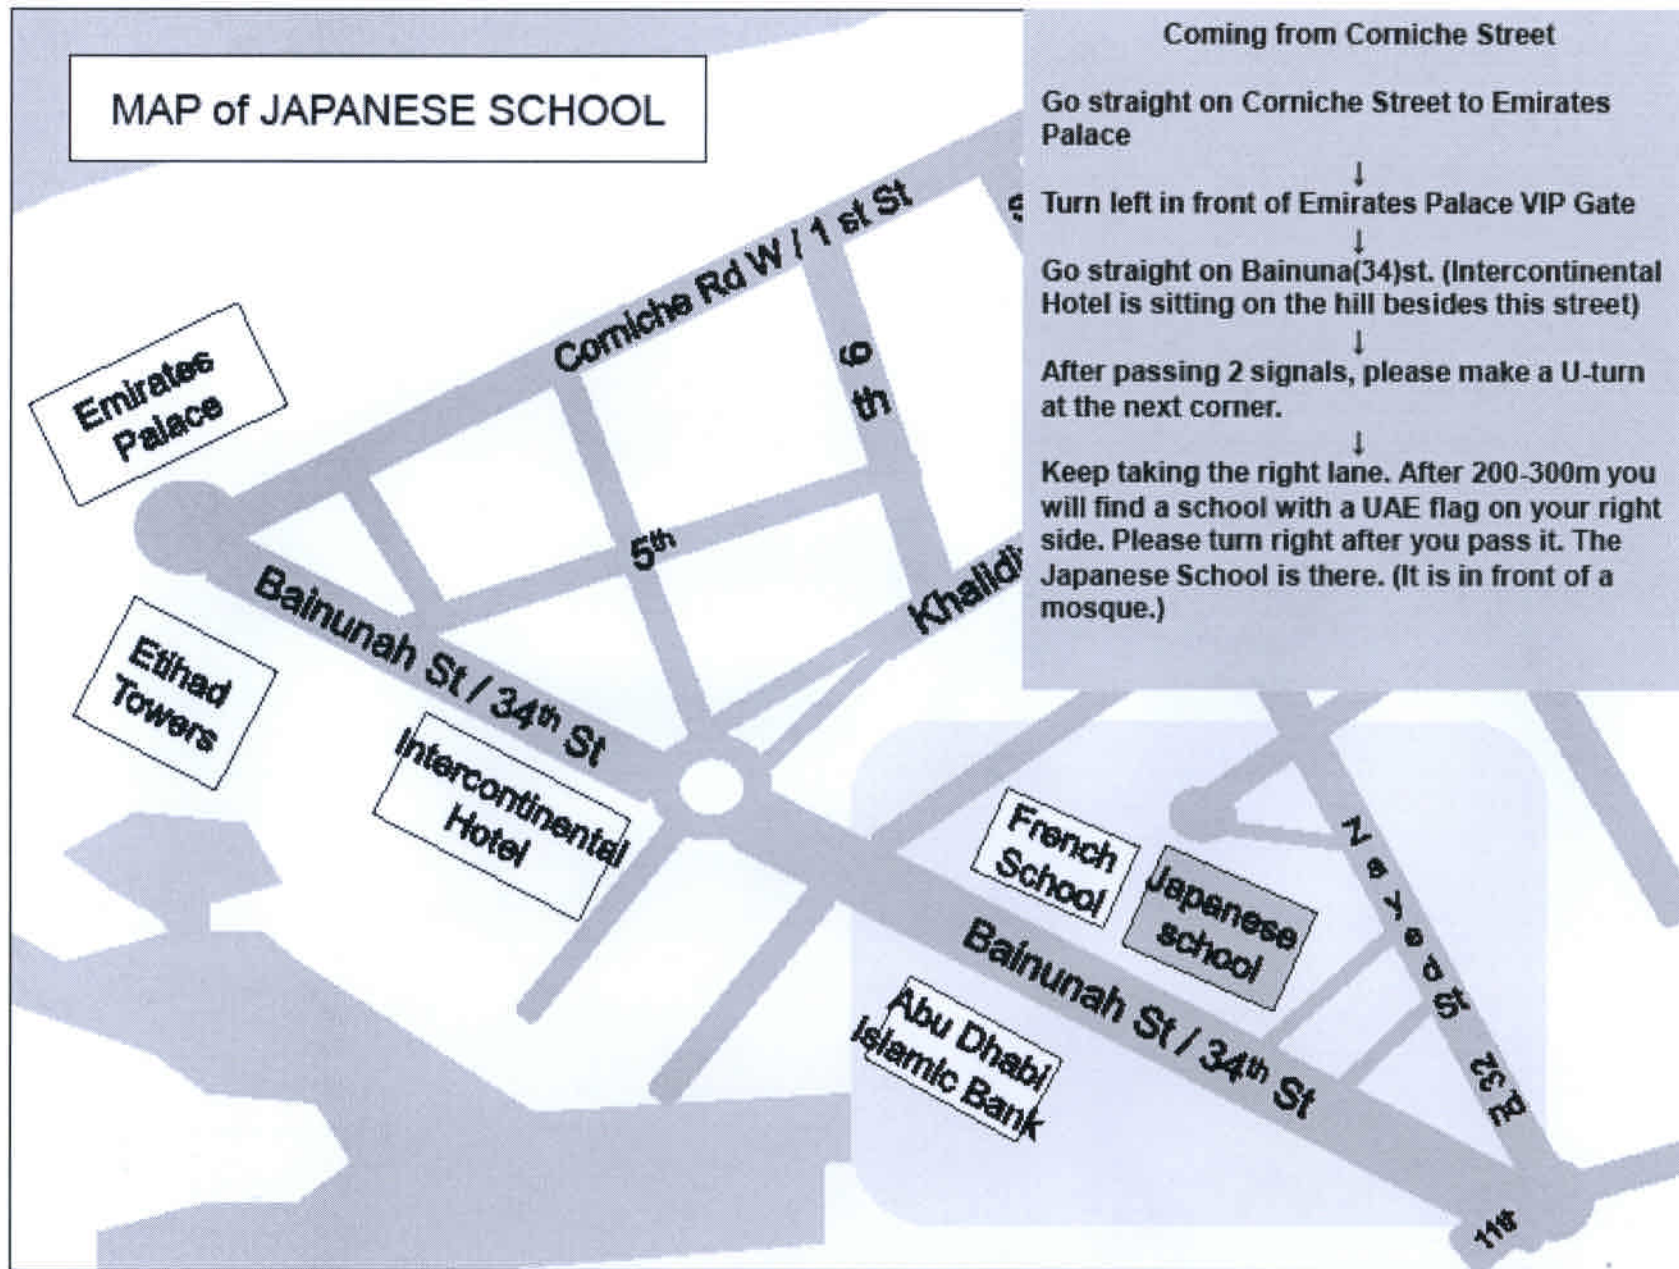 MAP of JAPANESE SCHOOL
Coming from Corniche Street
Go straight on Corniche Street to Emirates
Palace
↓
Turn left in front of Emirates Palace VIP Gate
↓
Go straight on Bainuna(34)st. (Intercontinental
Hotel is sitting on the hill besides this street)
↓
After passing 2 signals, please make a U-turn
at the next corner.
↓
Keep taking the right lane. After 200-300m you
will find a school with a UAE flag on your right
side. Please turn right after you pass it. The
Japanese School is there. (It is in front of a
mosque.)
Corniche Rd W / 1 st St
Emirates
Palace
9 th
5th
Khalidi
Bainunah St / 34th St
Etihad
Towers
Intercontinental
Hotel
French
School
Japanese
school
Zayed St
32
Bainunah St / 34th St
Abu Dhabi
islamic Bank